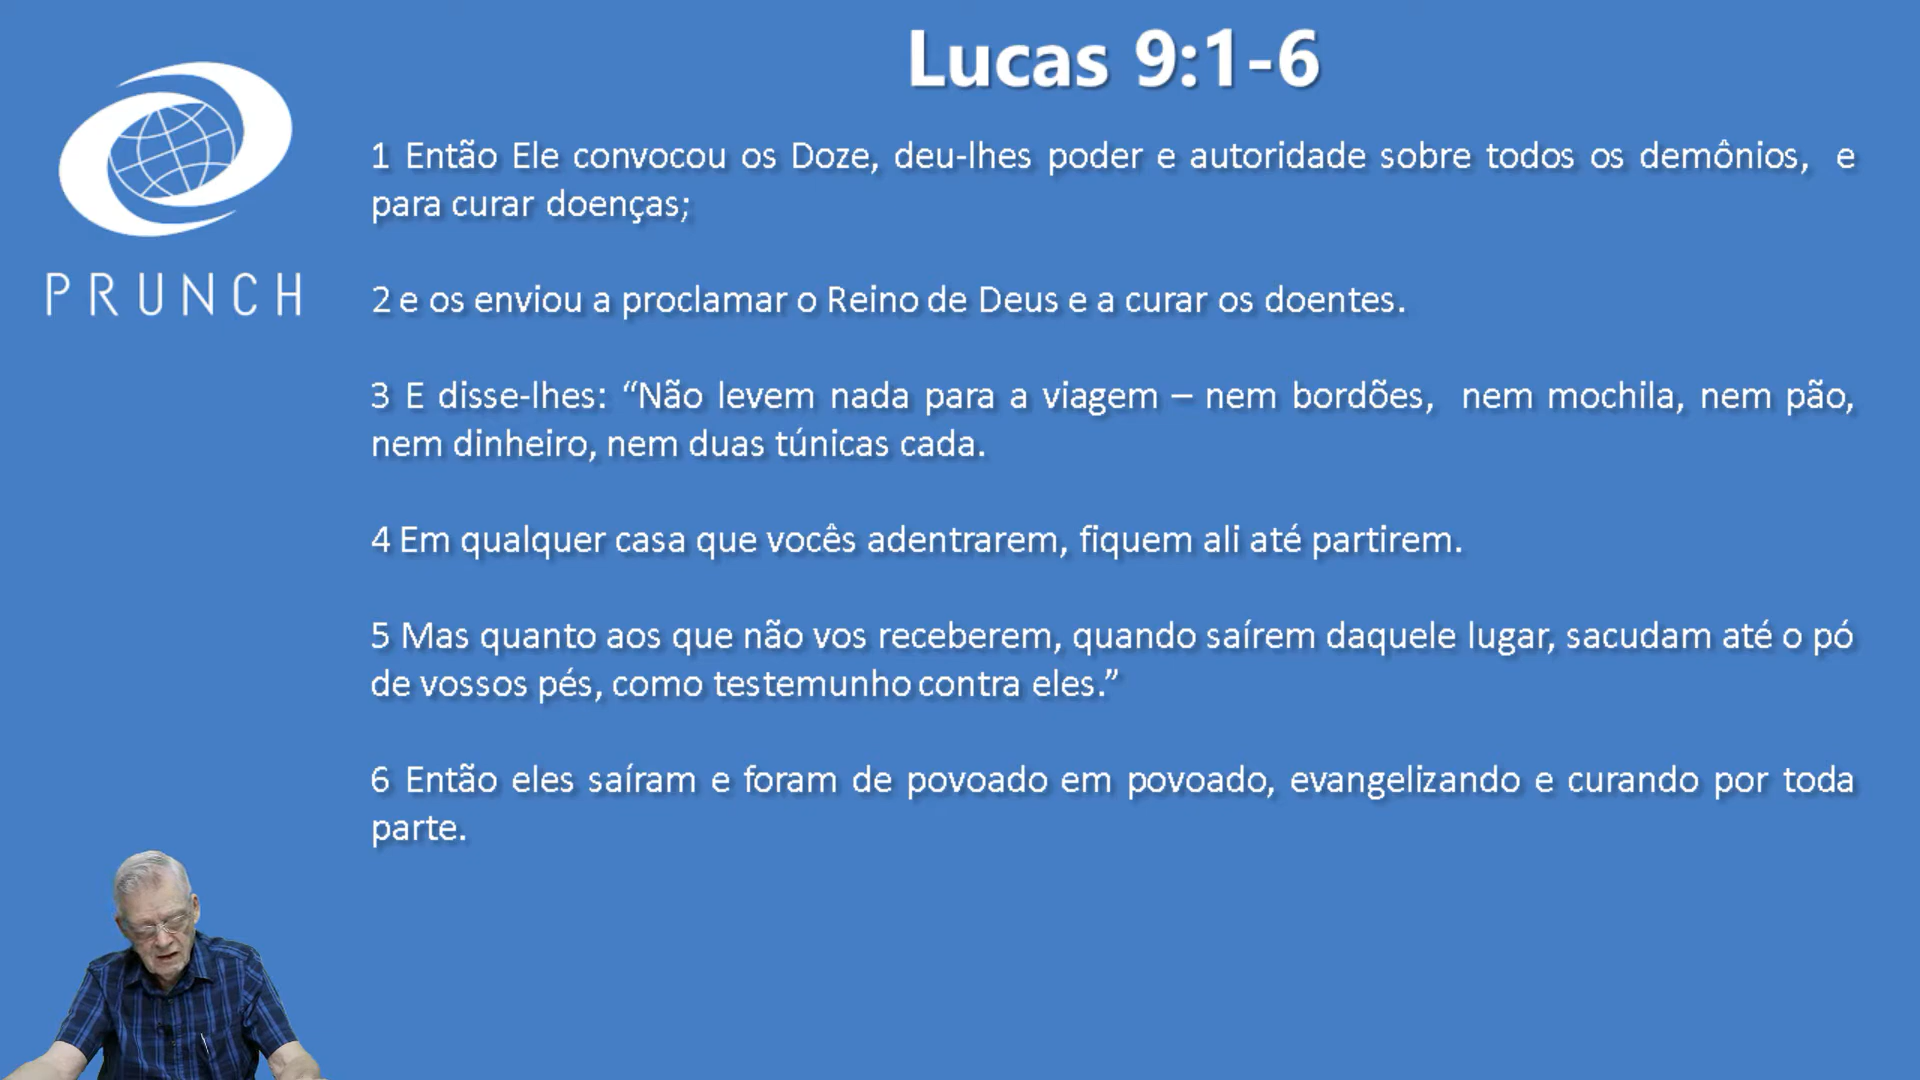 Lucas 9:1-6
PRUNCH
1 Então Ele convocou os Doze, deu-lhes poder e autoridade sobre todos os demônios, e
para curar doenças;
2 e os enviou a proclamar o Reino de Deus e a curar os doentes.
3 E disse-lhes: “Não levem nada para a viagem – nem bordões, nem mochila, nem pão,
nem dinheiro, nem duas túnicas cada.
4 Em qualquer casa que vocês adentrarem, fiquem ali até partirem.
5 Mas quanto aos que não vos receberem, quando saírem daquele lugar, sacudam até o pó
de vossos pés, como testemunho contra eles.”
6 Então eles saíram e foram de povoado em povoado, evangelizando e curando por toda
parte.